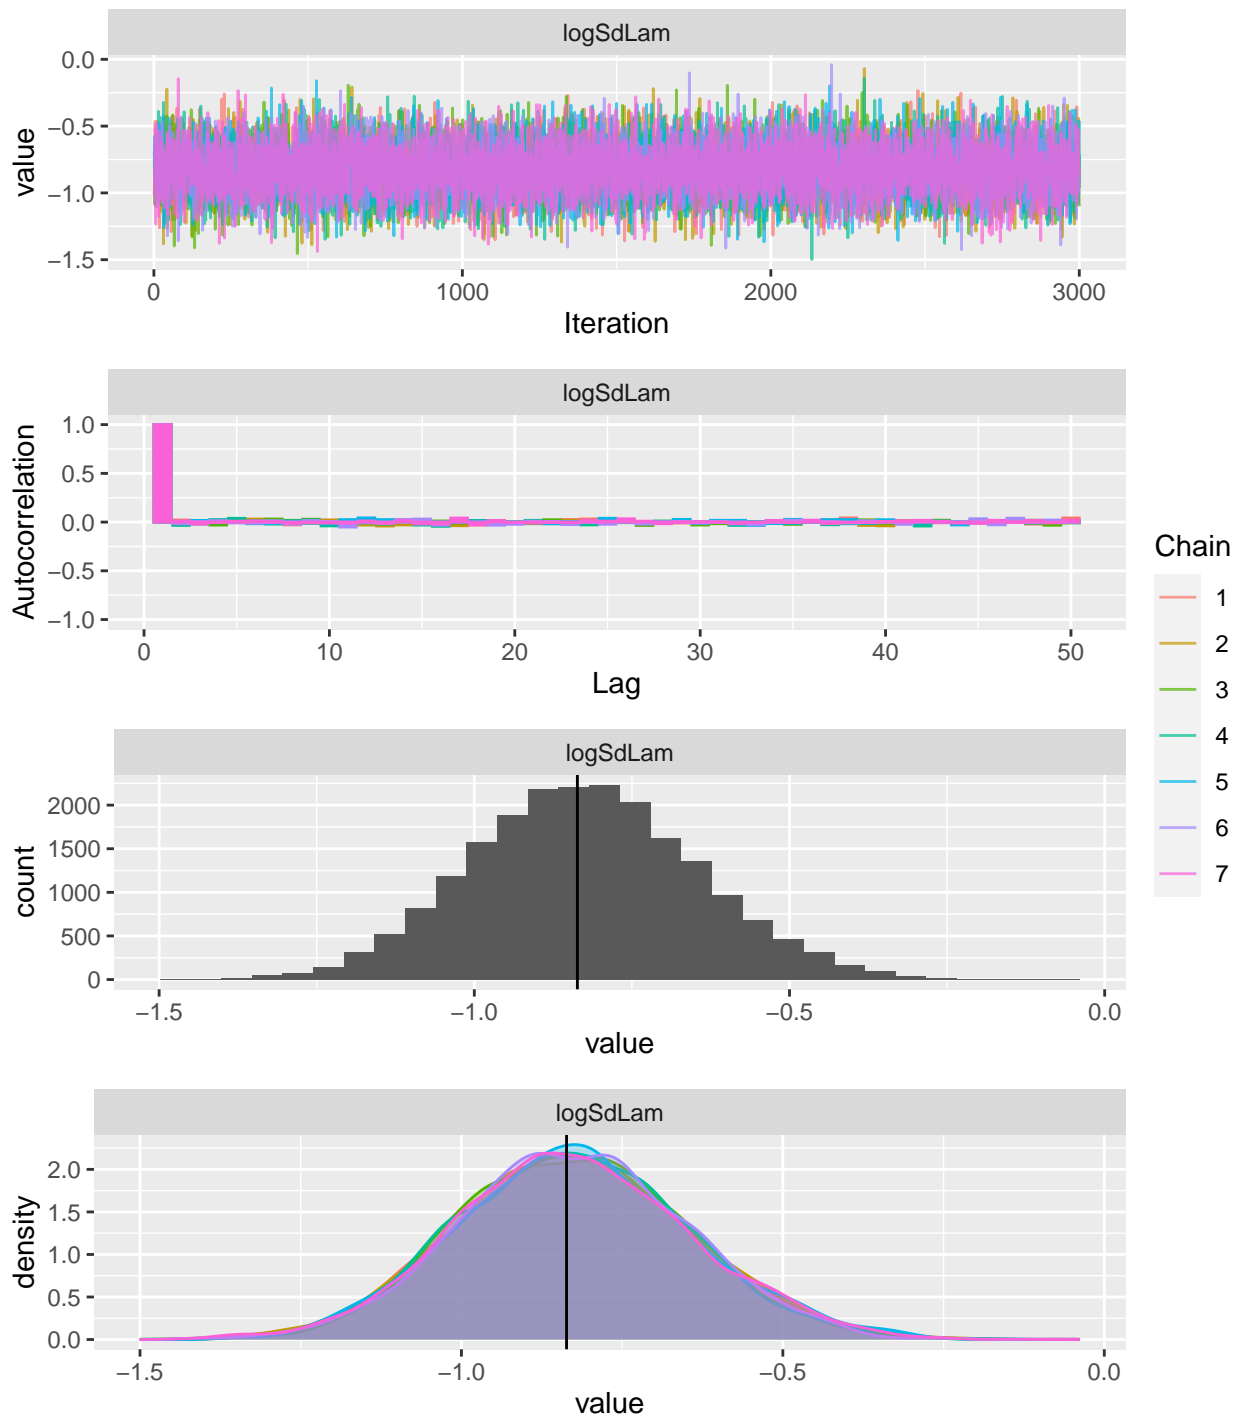 logSdLam
value
0.0
−0.5
−1.0
−1.5
0 1000 2000 3000
Iteration
logSdLam
Autocorrelation
1.0
0.5
0.0
−0.5
−1.0
0 10 20 30 40 50
Lag
logSdLam
count
2000
1500
1000
500
0
−1.5 −1.0 −0.5 0.0
value
logSdLam
density
2.0
1.5
1.0
0.5
0.0
−1.5 −1.0 −0.5 0.0
value
Chain
1
2
3
4
5
6
7